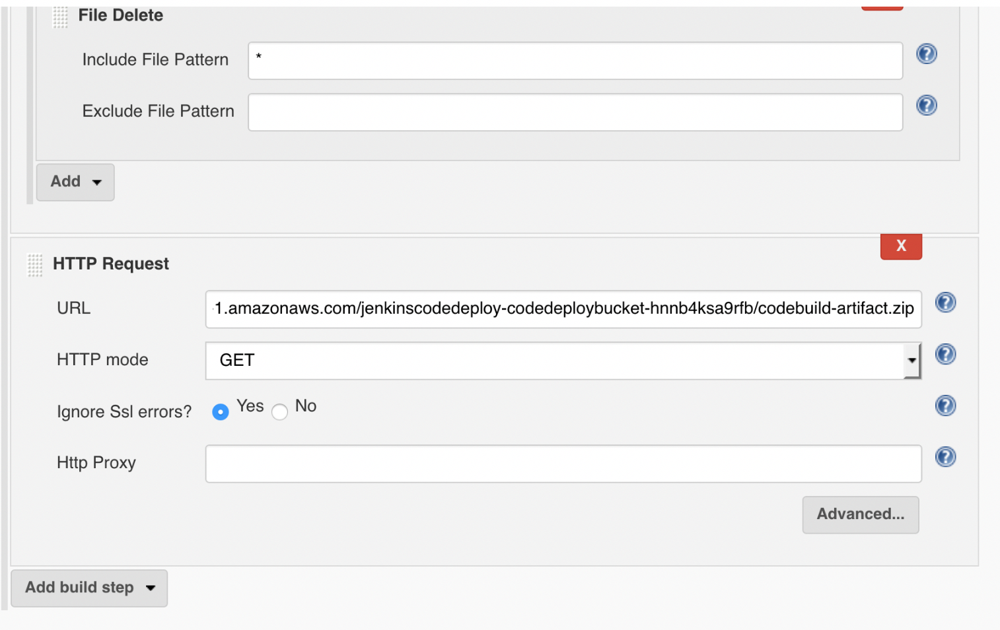 File Delete
Include File Pattern *
Exclude File Pattern
Add
X
HTTP Request
URL 1.amazonaws.com/jenkinscodedeploy-codedeploybucket-hnnb4ksa9rfb/codebuild-artifact.zip
HTTP mode GET
Ignore Ssl errors? Yes No
Http Proxy
Advanced...
Add build step